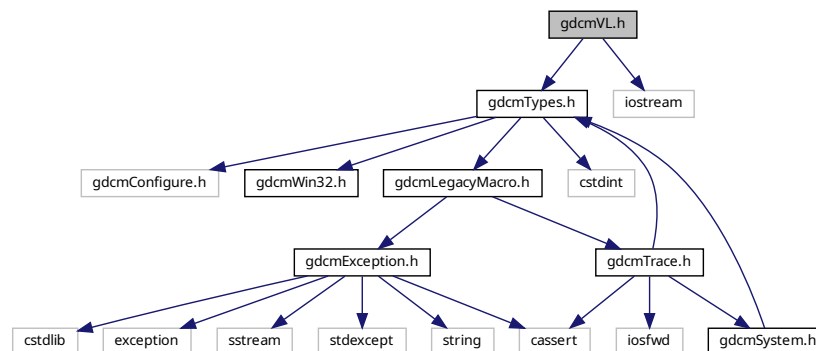 gdcmVL.h
gdcmTypes.h
iostream
gdcmConfigure.h
gdcmWin32.h
gdcmLegacyMacro.h
cstdint
gdcmException.h
gdcmTrace.h
cstdlib
exception
sstream
stdexcept
string
cassert
iosfwd
gdcmSystem.h